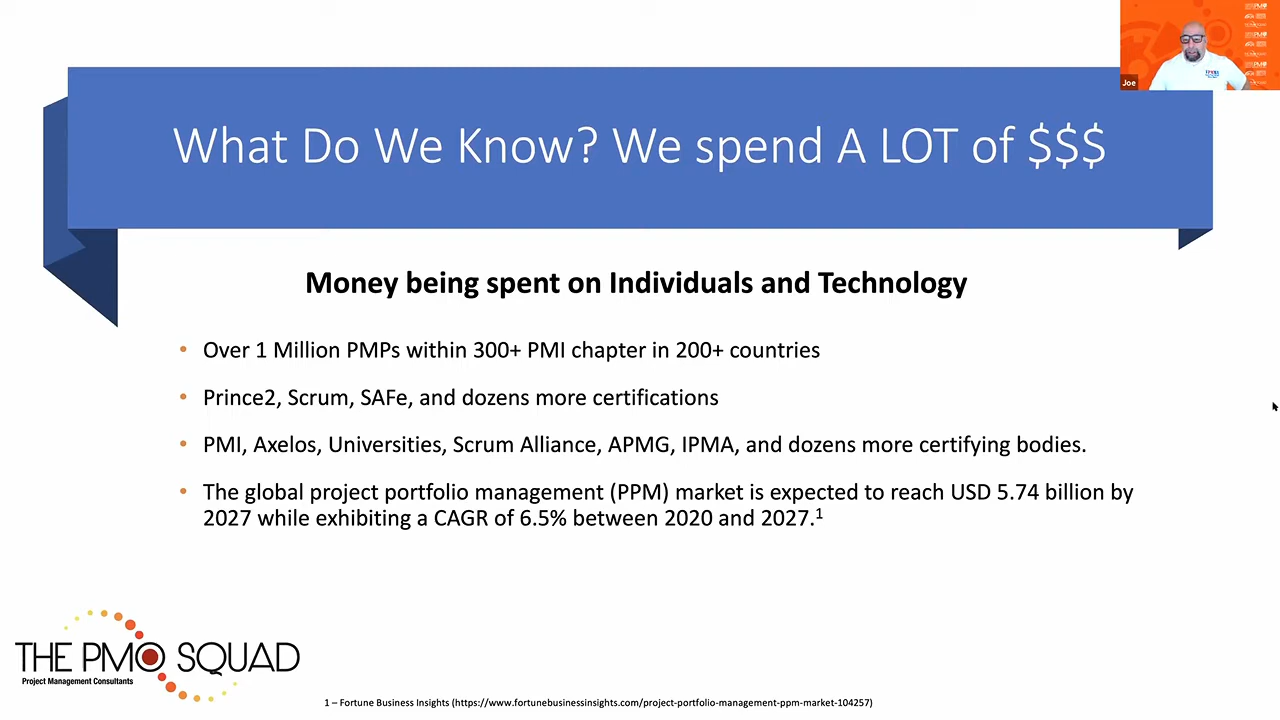 Joe
What Do We Know? We spend A LOT of $$$
Money being spent on Individuals and Technology
• Over 1 Million PMPs within 300+ PMI chapter in 200+ countries
• Prince2, Scrum, SAFe, and dozens more certifications
• PMI, Axelos, Universities, Scrum Alliance, APMG, IPMA, and dozens more certifying bodies.
• The global project portfolio management (PPM) market is expected to reach USD 5.74 billion by
2027 while exhibiting a CAGR of 6.5% between 2020 and 2027.¹
THE PMO SQUAD
Project Management Consultants
1 – Fortune Business Insights (https://www.fortunebusinessinsights.com/project-portfolio-management-ppm-market-104257)